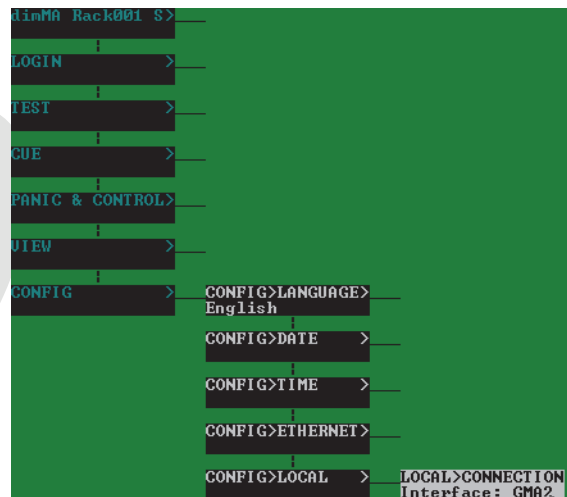 dimMA Rack001 S>
LOGIN >
TEST >
CUE >
PANIC & CONTROL>
VIEW >
CONFIG >
CONFIG>LANGUAGE>
English
CONFIG>DATE >
CONFIG>TIME >
CONFIG>ETHERNET>
CONFIG>LOCAL >
LOCAL>CONNECTION
Interface: GMA2